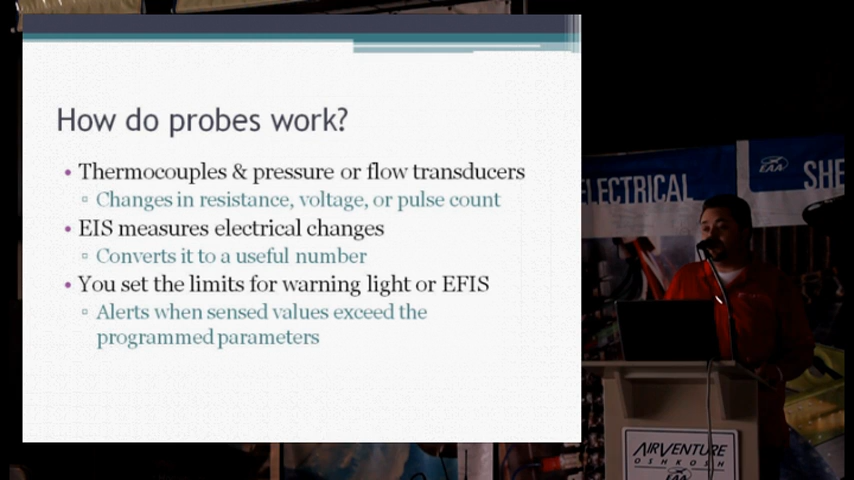 How do probes work?
• Thermocouples & pressure or flow transducers
▫ Changes in resistance, voltage, or pulse count
• EIS measures electrical changes
▫ Converts it to a useful number
• You set the limits for warning light or EFIS
▫ Alerts when sensed values exceed the
programmed parameters
ELECTRICAL
EAA
SHE
AIRVENTURE
OSHKOSH
EAA